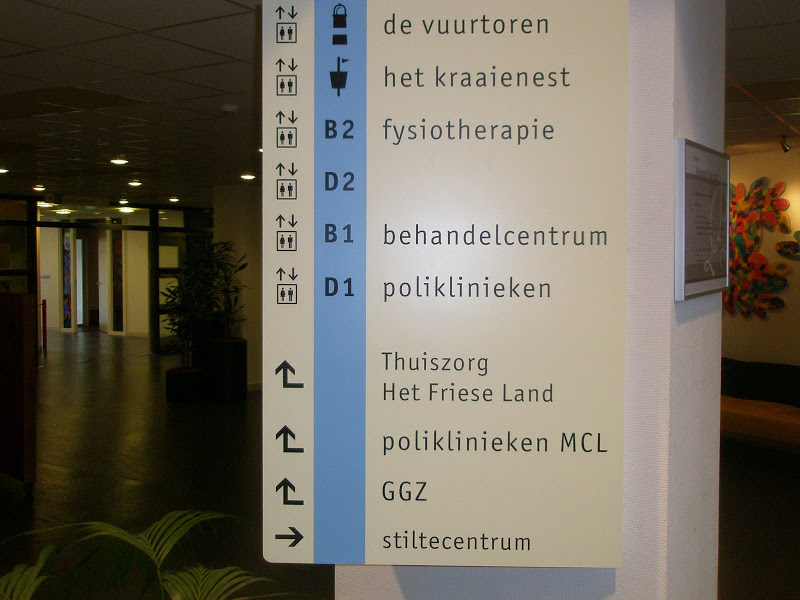 de vuurtoren
het kraaienest
B2 fysiotherapie
D2
B1 behandelcentrum
D1 poliklinieken
Thuiszorg
Het Friese Land
poliklinieken MCL
GGZ
stiltecentrum